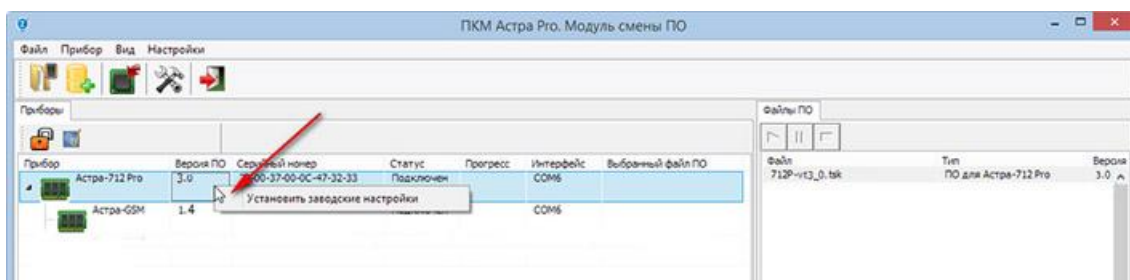 ПКМ Астра Pro. Модуль смены ПО
Файл Прибор Вид Настройки
Приборы
Файлы ПО
Прибор Версия ПО Серийный номер Статус Прогресс Интерфейс Выбранный файл ПО
Файл Тип Версия
Астра-712 Pro 3.0 00-37-00-0C-47-32-33 Подключен COM6
712P-vt3_0.tsk ПО для Астра-712 Pro 3.0
Установить заводские настройки
Астра-GSM 1.4 COM6